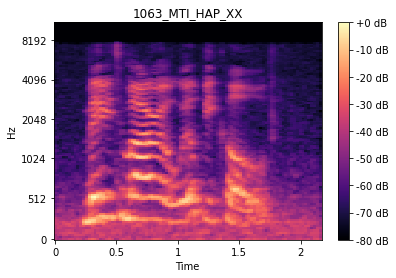 1063_MTI_HAP_XX
+0 dB
8192
-10 dB
4096
-20 dB
-30 dB
2048
-40 dB
Hz
1024
-50 dB
512
-60 dB
-70 dB
0
-80 dB
0
0.5
1
1.5
2
Time